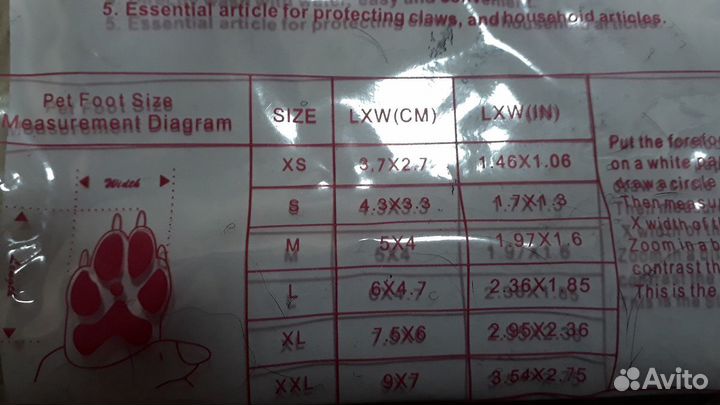 5. Essential article for protecting claws, and household articles.
Pet Foot Size
Measurement Diagram
SIZE LXW(CM) LXW(IN)
XS 3.7X2.7 1.46X1.06
S 4.3X3.3 1.7X1.3
M 5X4 1.97X1.6
L 6X4.7 2.36X1.85
XL 7.5X6 2.95X2.36
XXL 9X7 3.54X2.75
Width
Put the forefo
on a white pa
draw a circle
Then measu
X width of t
Zoom in a b
contrast th
This is the
Avito